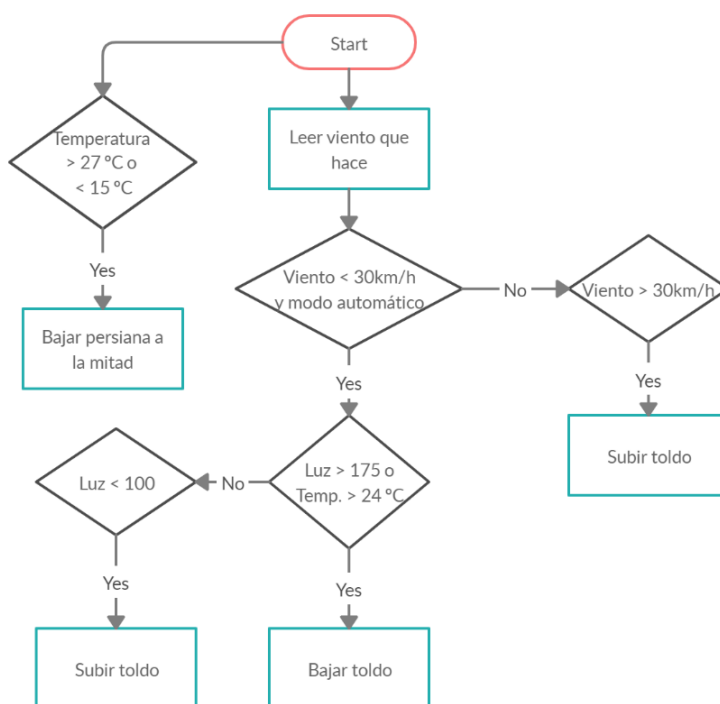 Start
Temperatura
> 27 ºC o
< 15 ºC
Leer viento que
hace
Yes
Viento < 30km/h
y modo automático
No
Viento > 30km/h
Bajar persiana a
la mitad
Yes
Yes
Luz < 100
No
Luz > 175 o
Temp. > 24 ºC
Subir toldo
Yes
Yes
Subir toldo
Bajar toldo